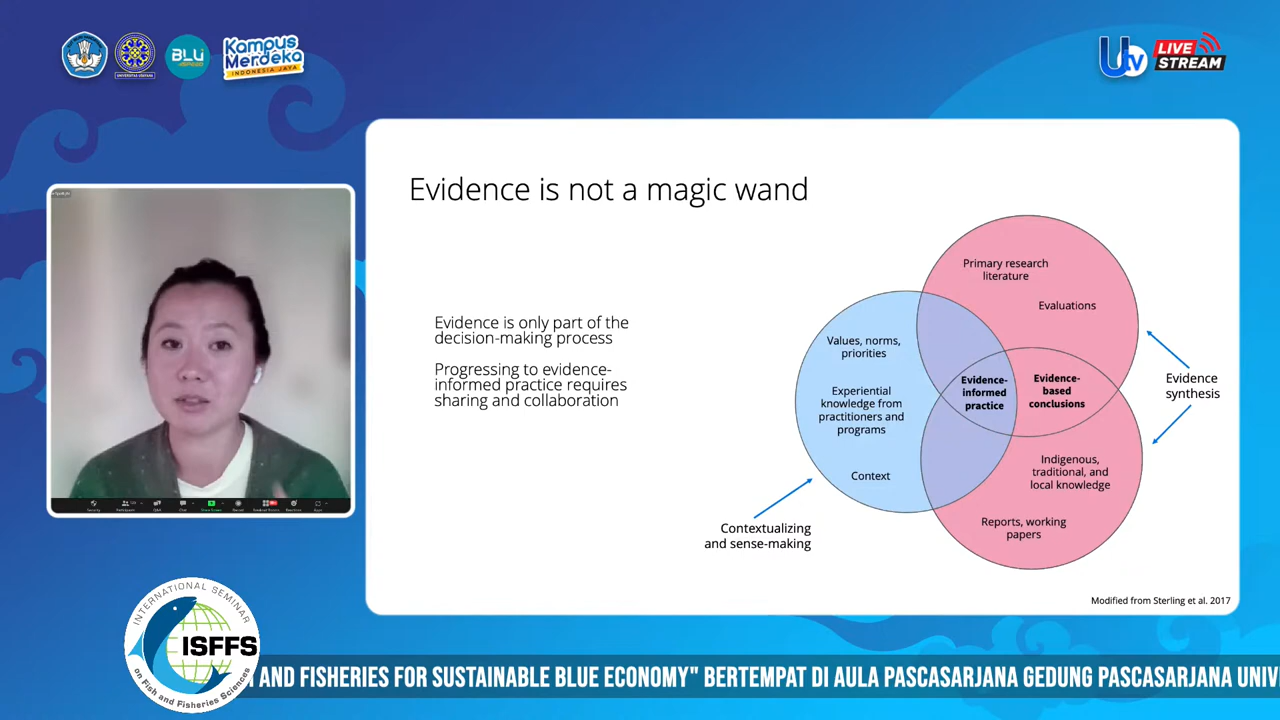 UNIVERSITAS UDAYANA
BLU
SPEED
Kampus
Merdeka
INDONESIA JAYA
U
tv
LIVE
STREAM
Evidence is not a magic wand
Evidence is only part of the
decision-making process
Progressing to evidence-
informed practice requires
sharing and collaboration
Primary research
literature
Evaluations
Values, norms,
priorities
Experiential
knowledge from
practitioners and
programs
Context
Evidence-
informed
practice
Evidence-
based
conclusions
Indigenous,
traditional, and
local knowledge
Reports, working
papers
Evidence
synthesis
Contextualizing
and sense-making
Modified from Sterling et al. 2017
INTERNATIONAL SEMINAR
ISFFS
on Fish and Fisheries Sciences
AND FISHERIES FOR SUSTAINABLE BLUE ECONOMY" BERTEMPAT DI AULA PASCASARJANA GEDUNG PASCASARJANA UNIV